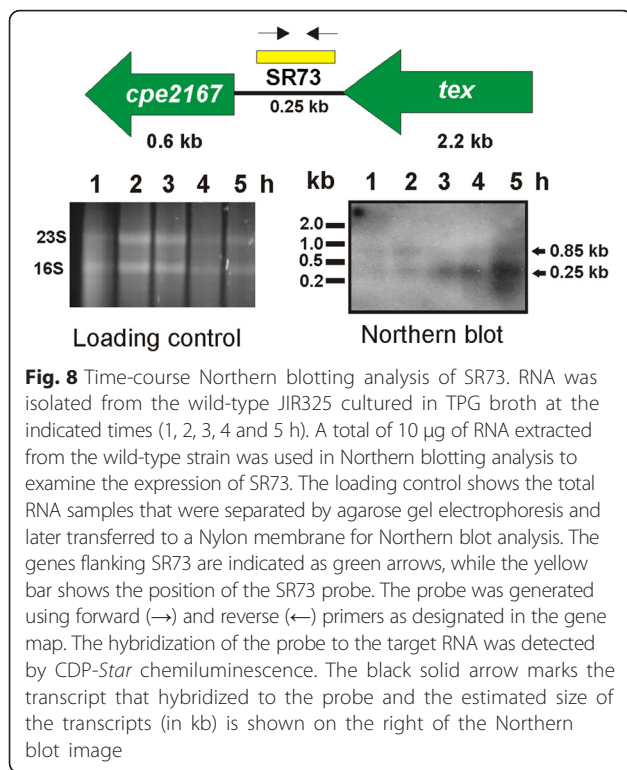 SR73
cpe2167
tex
0.25 kb
0.6 kb
2.2 kb
1 2 3 4 5 h
kb 1 2 3 4 5 h
23S
16S
2.0
1.0
0.5
0.2
0.85 kb
0.25 kb
Loading control
Northern blot
Fig. 8 Time-course Northern blotting analysis of SR73. RNA was
isolated from the wild-type JIR325 cultured in TPG broth at the
indicated times (1, 2, 3, 4 and 5 h). A total of 10 μg of RNA extracted
from the wild-type strain was used in Northern blotting analysis to
examine the expression of SR73. The loading control shows the total
RNA samples that were separated by agarose gel electrophoresis and
later transferred to a Nylon membrane for Northern blot analysis. The
genes flanking SR73 are indicated as green arrows, while the yellow
bar shows the position of the SR73 probe. The probe was generated
using forward (→) and reverse (←) primers as designated in the gene
map. The hybridization of the probe to the target RNA was detected
by CDP-Star chemiluminescence. The black solid arrow marks the
transcript that hybridized to the probe and the estimated size of
the transcripts (in kb) is shown on the right of the Northern
blot image